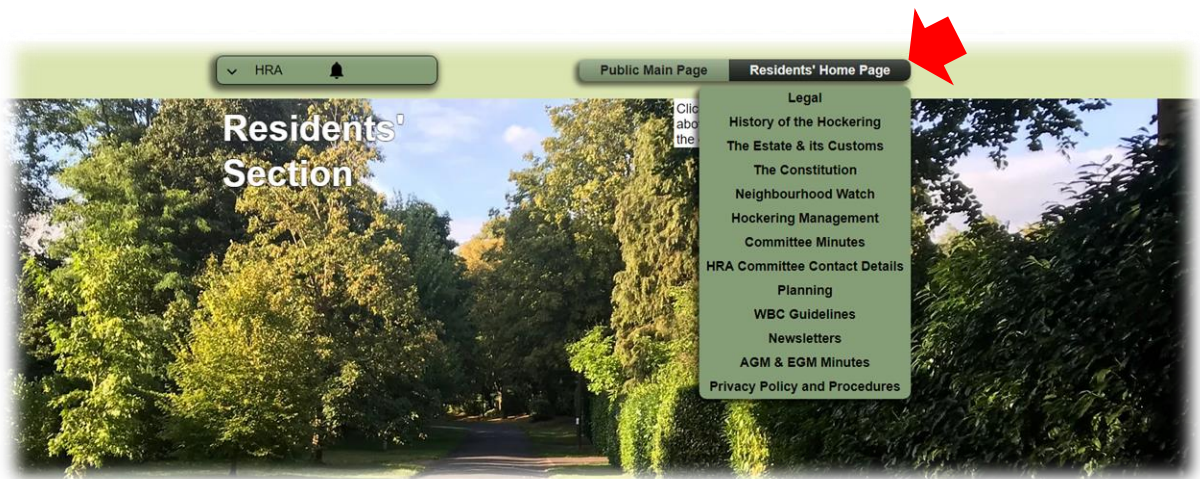 HRA
Public Main Page
Residents' Home Page
Residents'
Section
Legal
History of the Hockering
The Estate & its Customs
The Constitution
Neighbourhood Watch
Hockering Management
Committee Minutes
HRA Committee Contact Details
Planning
WBC Guidelines
Newsletters
AGM & EGM Minutes
Privacy Policy and Procedures
the